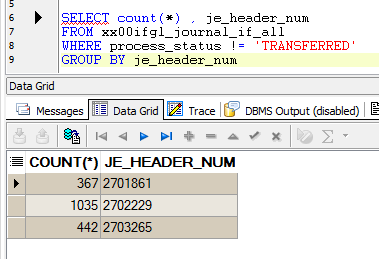 5
6 SELECT count(*) , je_header_num
7 FROM xx00ifgl_journal_if_all
8 WHERE process_status != 'TRANSFERRED'
9 GROUP BY je_header_num
Data Grid
Messages Data Grid Trace DBMS Output (disabled)
COUNT(*) JE_HEADER_NUM
367 2701861
1035 2702229
442 2703265